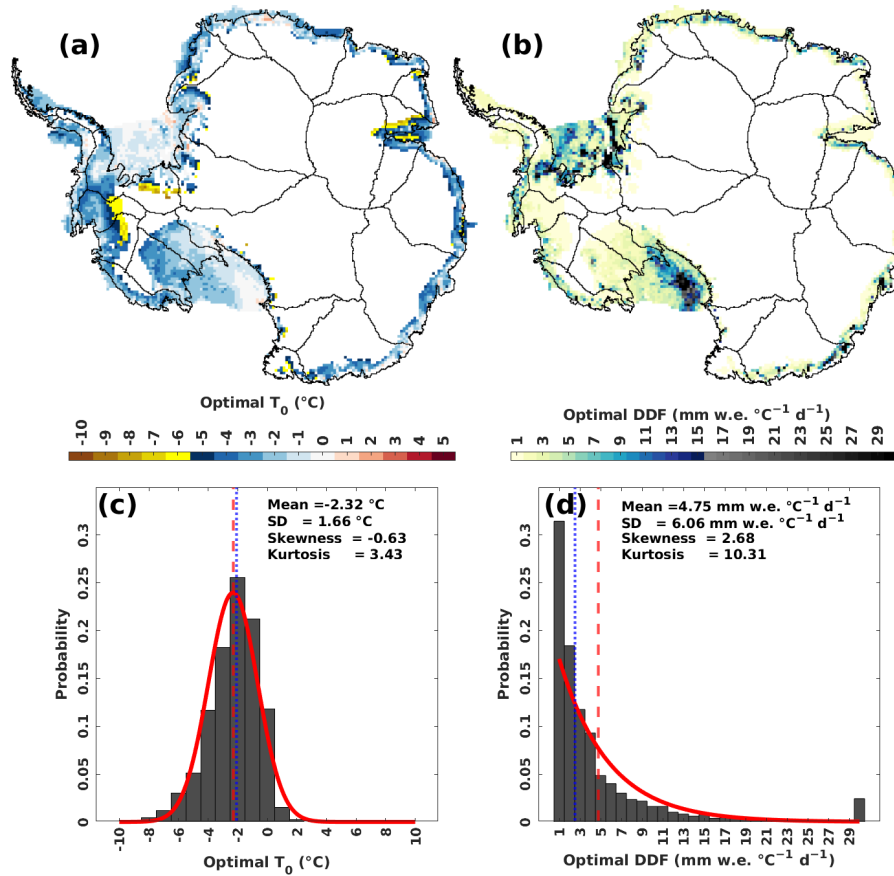 (a)
(b)
Optimal T0 (°C)
-10 -9 -8 -7 -6 -5 -4 -3 -2 -1 0 1 2 3 4 5
Optimal DDF (mm w.e. °C−1 d−1)
1 3 5 7 9 11 13 15 17 19 21 23 25 27 29
(c)
Mean =-2.32 °C
SD = 1.66 °C
Skewness = -0.63
Kurtosis = 3.43
Probability
0 0.05 0.1 0.15 0.2 0.25 0.3
-10 -8 -6 -4 -2 0 2 4 6 8 10
Optimal T0 (°C)
(d)
Mean =4.75 mm w.e. °C−1 d−1
SD = 6.06 mm w.e. °C−1 d−1
Skewness = 2.68
Kurtosis = 10.31
Probability
0 0.05 0.1 0.15 0.2 0.25 0.3
1 3 5 7 9 11 13 15 17 19 21 23 25 27 29
Optimal DDF (mm w.e. °C−1 d−1)